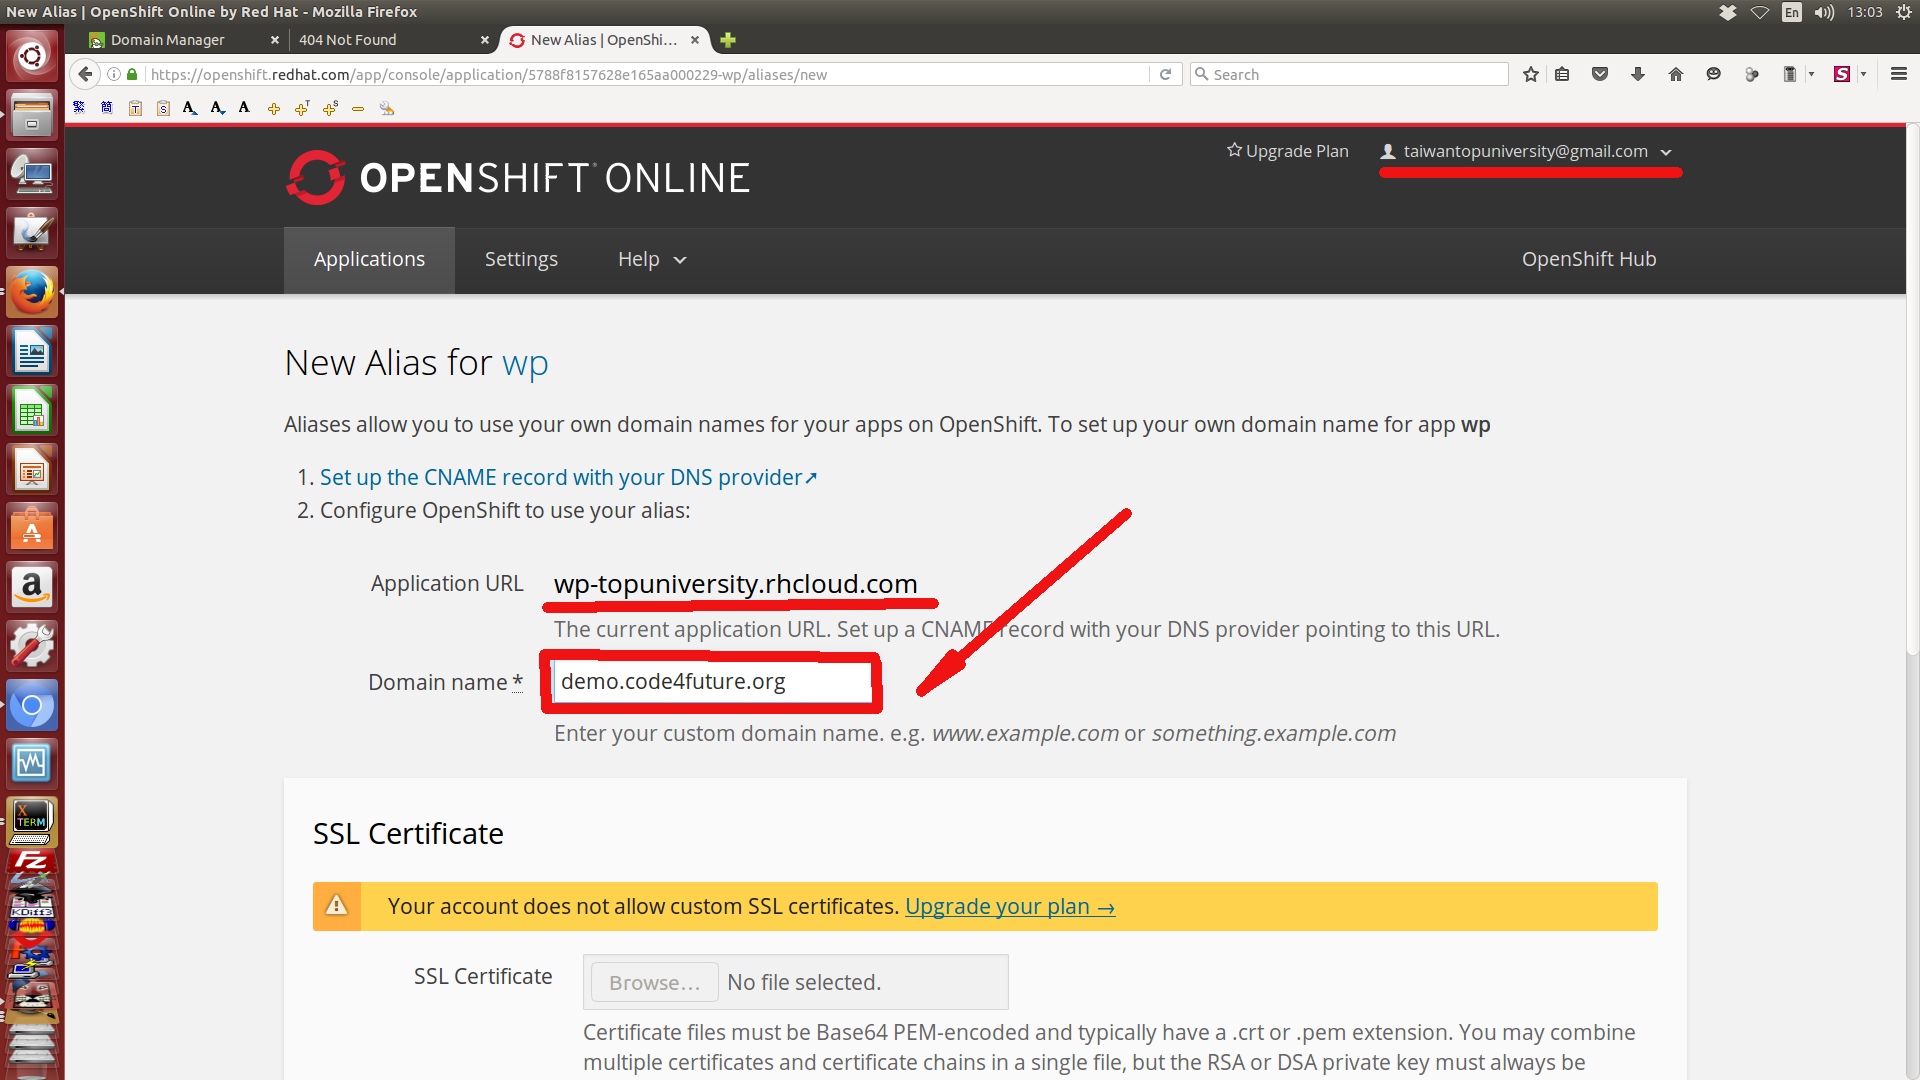 New Alias | OpenShift Online by Red Hat - Mozilla Firefox
En
13:03
Domain Manager
404 Not Found
New Alias | OpenShi...
https://openshift.redhat.com/app/console/application/5788f8157628e165aa000229-wp/aliases/new
Search
繁 簡 T S A A A T S
OPENSHIFT ONLINE
Upgrade Plan
taiwantopuniversity@gmail.com
Applications
Settings
Help
OpenShift Hub
New Alias for wp
Aliases allow you to use your own domain names for your apps on OpenShift. To set up your own domain name for app wp
1. Set up the CNAME record with your DNS provider
2. Configure OpenShift to use your alias:
Application URL
wp-topuniversity.rhcloud.com
The current application URL. Set up a CNAME record with your DNS provider pointing to this URL.
Domain name *
demo.code4future.org
Enter your custom domain name. e.g. www.example.com or something.example.com
SSL Certificate
Your account does not allow custom SSL certificates. Upgrade your plan →
SSL Certificate
Browse...
No file selected.
Certificate files must be Base64 PEM-encoded and typically have a .crt or .pem extension. You may combine
multiple certificates and certificate chains in a single file, but the RSA or DSA private key must always be
X
TERM
FZ
KDiff3